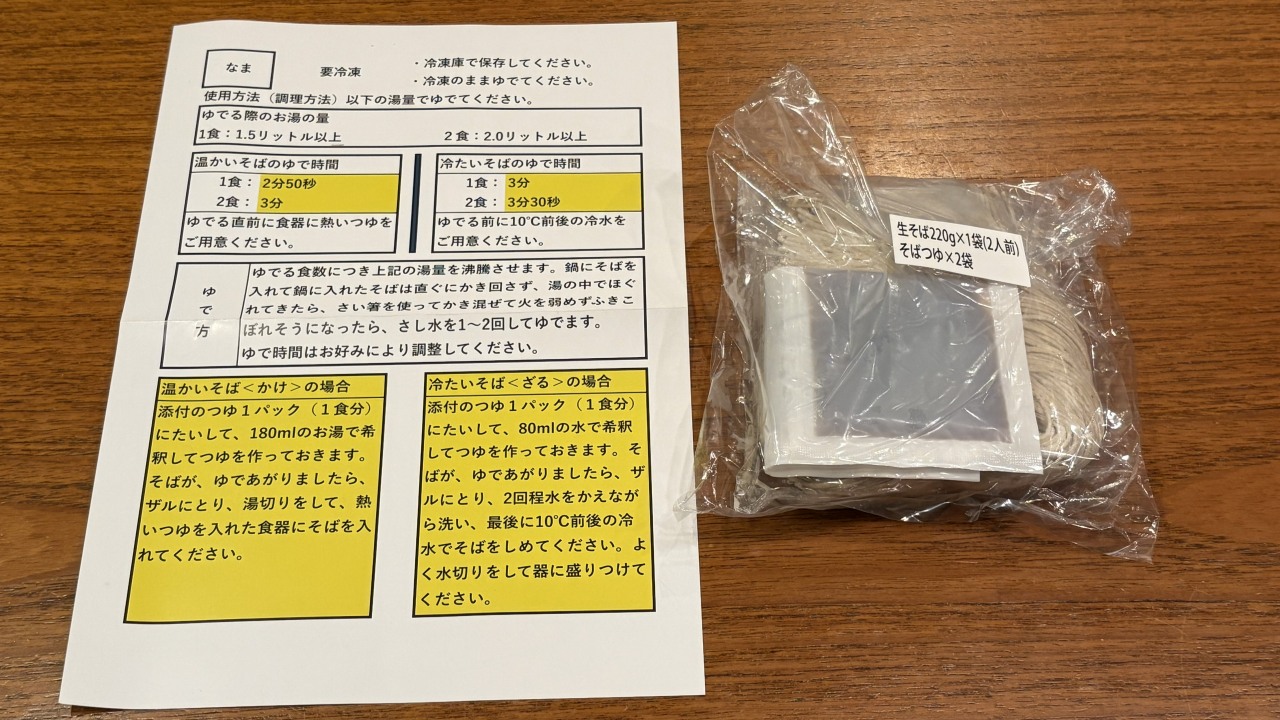 なま
要冷凍
・冷凍庫で保存してください。
・冷凍のままゆでてください。
使用方法（調理方法）以下の湯量でゆでてください。
ゆでる際のお湯の量
1食：1.5リットル以上 2食：2.0リットル以上
温かいそばのゆで時間
1食： 2分50秒
2食： 3分
ゆでる直前に食器に熱いつゆを
ご用意ください。
冷たいそばのゆで時間
1食： 3分
2食： 3分30秒
ゆでる前に10℃前後の冷水を
ご用意ください。
ゆで方
ゆでる食数につき上記の湯量を沸騰させます。鍋にそばを
入れて鍋に入れたそばは直ぐにかき回さず、湯の中でほぐ
れてきたら、さい箸を使ってかき混ぜて火を弱めずふきこ
ぼれそうになったら、さし水を1～2回してゆでます。
ゆで時間はお好みにより調整してください。
温かいそば＜かけ＞の場合
添付のつゆ１パック（１食分）
にたいして、180mlのお湯で希
釈してつゆを作っておきます。
そばが、ゆであがりましたら、
ザルにとり、湯切りをして、熱
いつゆを入れた食器にそばを入
れてください。
冷たいそば＜ざる＞の場合
添付のつゆ１パック（１食分）
にたいして、80mlの水で希釈
してつゆを作っておきます。そ
ばが、ゆであがりましたら、ザ
ルにとり、2回程水をかえなが
ら洗い、最後に10℃前後の冷
水でそばをしめてください。よ
く水切りをして器に盛りつけて
ください。
生そば220g×1袋(2人前)
そばつゆ×2袋